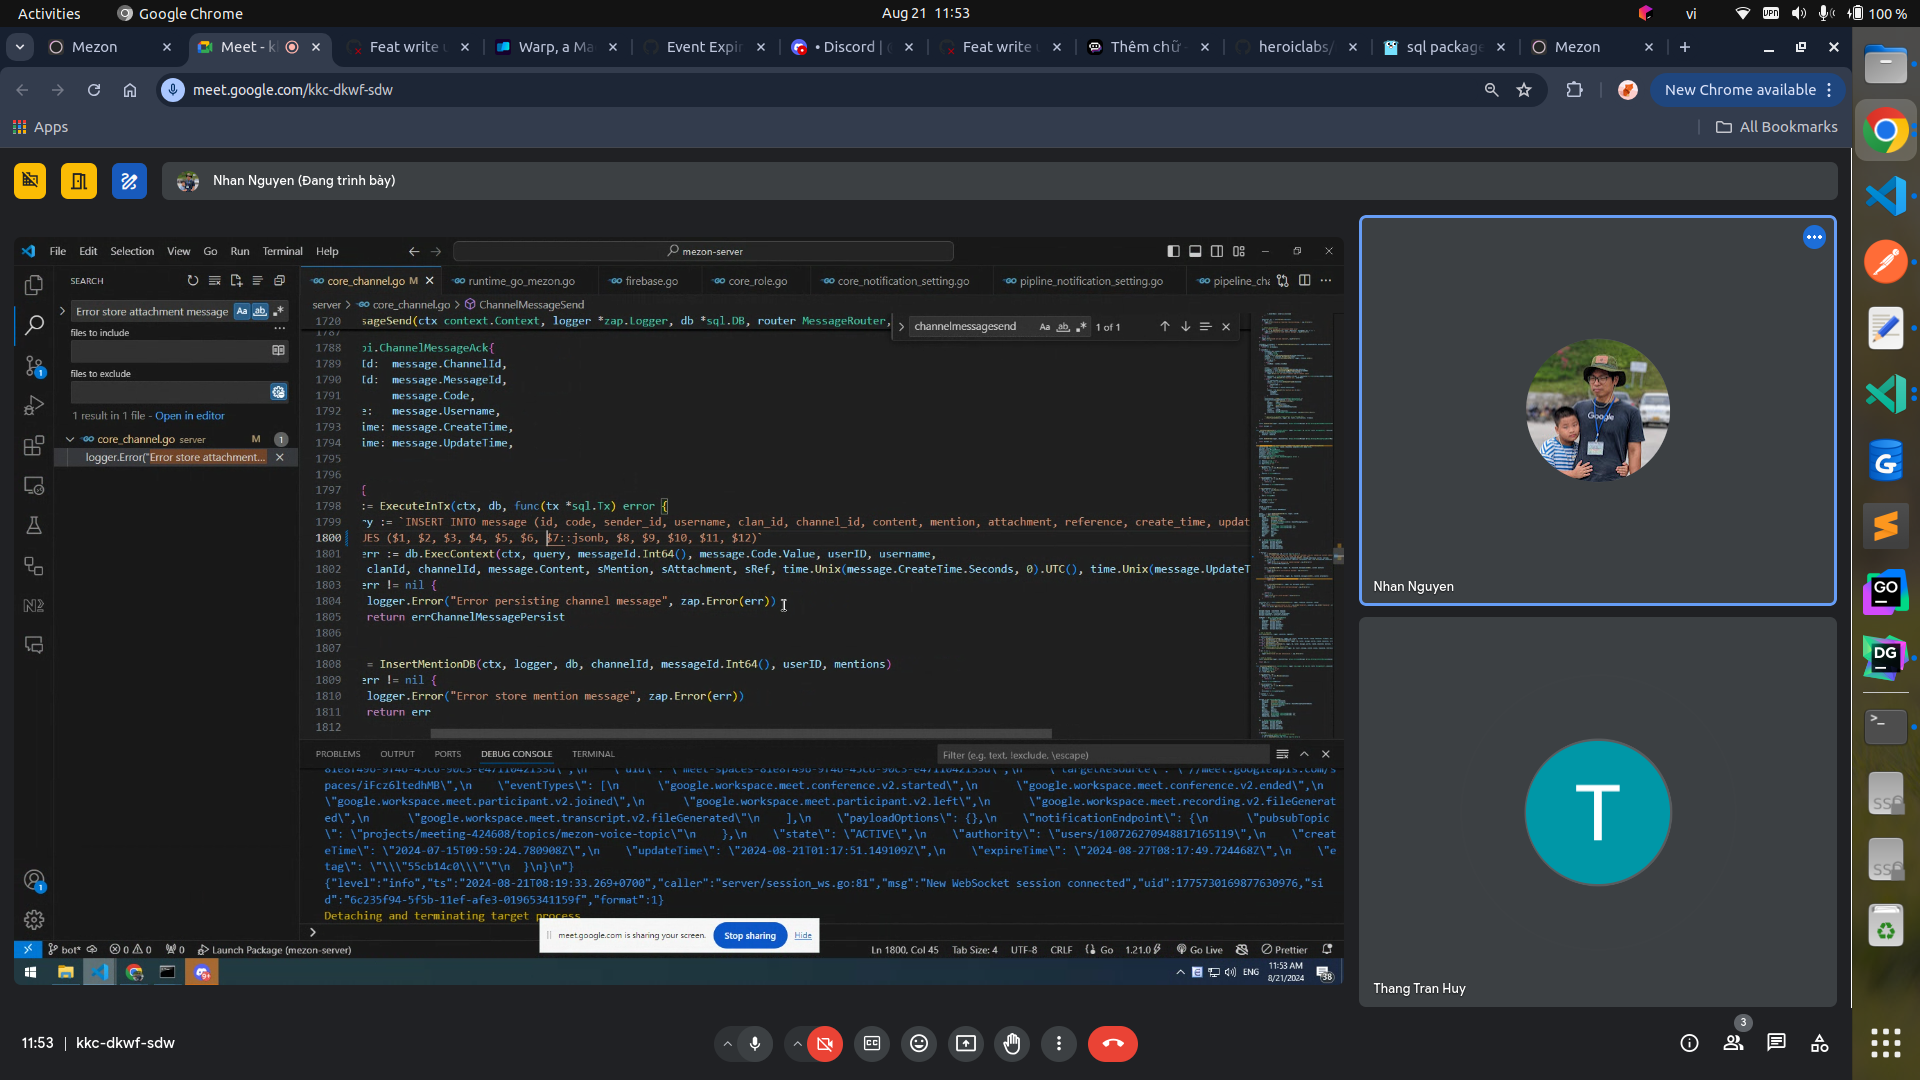 Activities
Google Chrome
Aug 21 11:53
vi
VPN
100 %
Mezon
Meet - k
Feat write u
Warp, a Ma
Event Expir
• Discord | (
Feat write u
Thêm chữ
heroiclabs/
sql package
Mezon
meet.google.com/kkc-dkwf-sdw
New Chrome available
Apps
All Bookmarks
Nhan Nguyen (Đang trình bày)
File Edit Selection View Go Run Terminal Help
mezon-server
SEARCH
core_channel.go M
runtime_go_mezon.go
firebase.go
core_role.go
core_notification_setting.go
pipline_notification_setting.go
pipeline_cha
Error store attachment message
files to include
files to exclude
1 result in 1 file - Open in editor
core_channel.go server M 1
logger.Error("Error store attachment...
server > core_channel.go > ChannelMessageSend
channelmessagesend
1 of 1
1720 sageSend(ctx context.Context, logger *zap.Logger, db *sql.DB, router MessageRouter,
1787
1788 pi.ChannelMessageAck{
1789 Id: message.ChannelId,
1790 Id: message.MessageId,
1791 message.Code,
1792 e: message.Username,
1793 ime: message.CreateTime,
1794 ime: message.UpdateTime,
1795
1796
1797 {
1798 := ExecuteInTx(ctx, db, func(tx *sql.Tx) error {
1799 ry := `INSERT INTO message (id, code, sender_id, username, clan_id, channel_id, content, mention, attachment, reference, create_time, updat
1800 UES ($1, $2, $3, $4, $5, $6, $7::jsonb, $8, $9, $10, $11, $12)`
1801 err := db.ExecContext(ctx, query, messageId.Int64(), message.Code.Value, userID, username,
1802 clanId, channelId, message.Content, sMention, sAttachment, sRef, time.Unix(message.CreateTime.Seconds, 0).UTC(), time.Unix(message.UpdateT
1803 err != nil {
1804 logger.Error("Error persisting channel message", zap.Error(err))
1805 return errChannelMessagePersist
1806
1807
1808 = InsertMentionDB(ctx, logger, db, channelId, messageId.Int64(), userID, mentions)
1809 err != nil {
1810 logger.Error("Error store mention message", zap.Error(err))
1811 return err
1812
PROBLEMS OUTPUT PORTS DEBUG CONSOLE TERMINAL
Filter (e.g. text, !exclude, \escape)
paces/iFcz6ltedhMB\",\n \"eventTypes\": [\n \"google.workspace.meet.conference.v2.started\",\n \"google.workspace.meet.conference.v2.ended\",\n
\"google.workspace.meet.participant.v2.joined\",\n \"google.workspace.meet.participant.v2.left\",\n \"google.workspace.meet.recording.v2.fileGenerat
ed\",\n \"google.workspace.meet.transcript.v2.fileGenerated\"\n ],\n \"payloadOptions\": {},\n \"notificationEndpoint\": {\n \"pubsubTopic
\": \"projects/meeting-424608/topics/mezon-voice-topic\"\n },\n \"state\": \"ACTIVE\",\n \"authority\": \"users/100726270948817165119\",\n \"creat
eTime\": \"2024-07-15T09:59:24.780908Z\",\n \"updateTime\": \"2024-08-21T01:17:51.149109Z\",\n \"expireTime\": \"2024-08-27T08:17:49.724468Z\",\n \"e
tag\": \"\\\"55cb14c0\\\"\"\n }\n}\n"}
{"level":"info","ts":"2024-08-21T08:19:33.269+0700","caller":"server/session_ws.go:81","msg":"New WebSocket session connected","uid":1775730169877630976,"si
d":"6c235f94-5f5b-11ef-afe3-01965341159f","format":1}
Detaching and terminating target process
meet.google.com is sharing your screen.
Stop sharing
Hide
bot* 0 0 0 Launch Package (mezon-server)
Ln 1800, Col 45 Tab Size: 4 UTF-8 CRLF Go 1.21.0 Go Live Prettier
ENG
11:53 AM
8/21/2024
38
Google
Nhan Nguyen
T
Thang Tran Huy
11:53 | kkc-dkwf-sdw
3
GO
DG